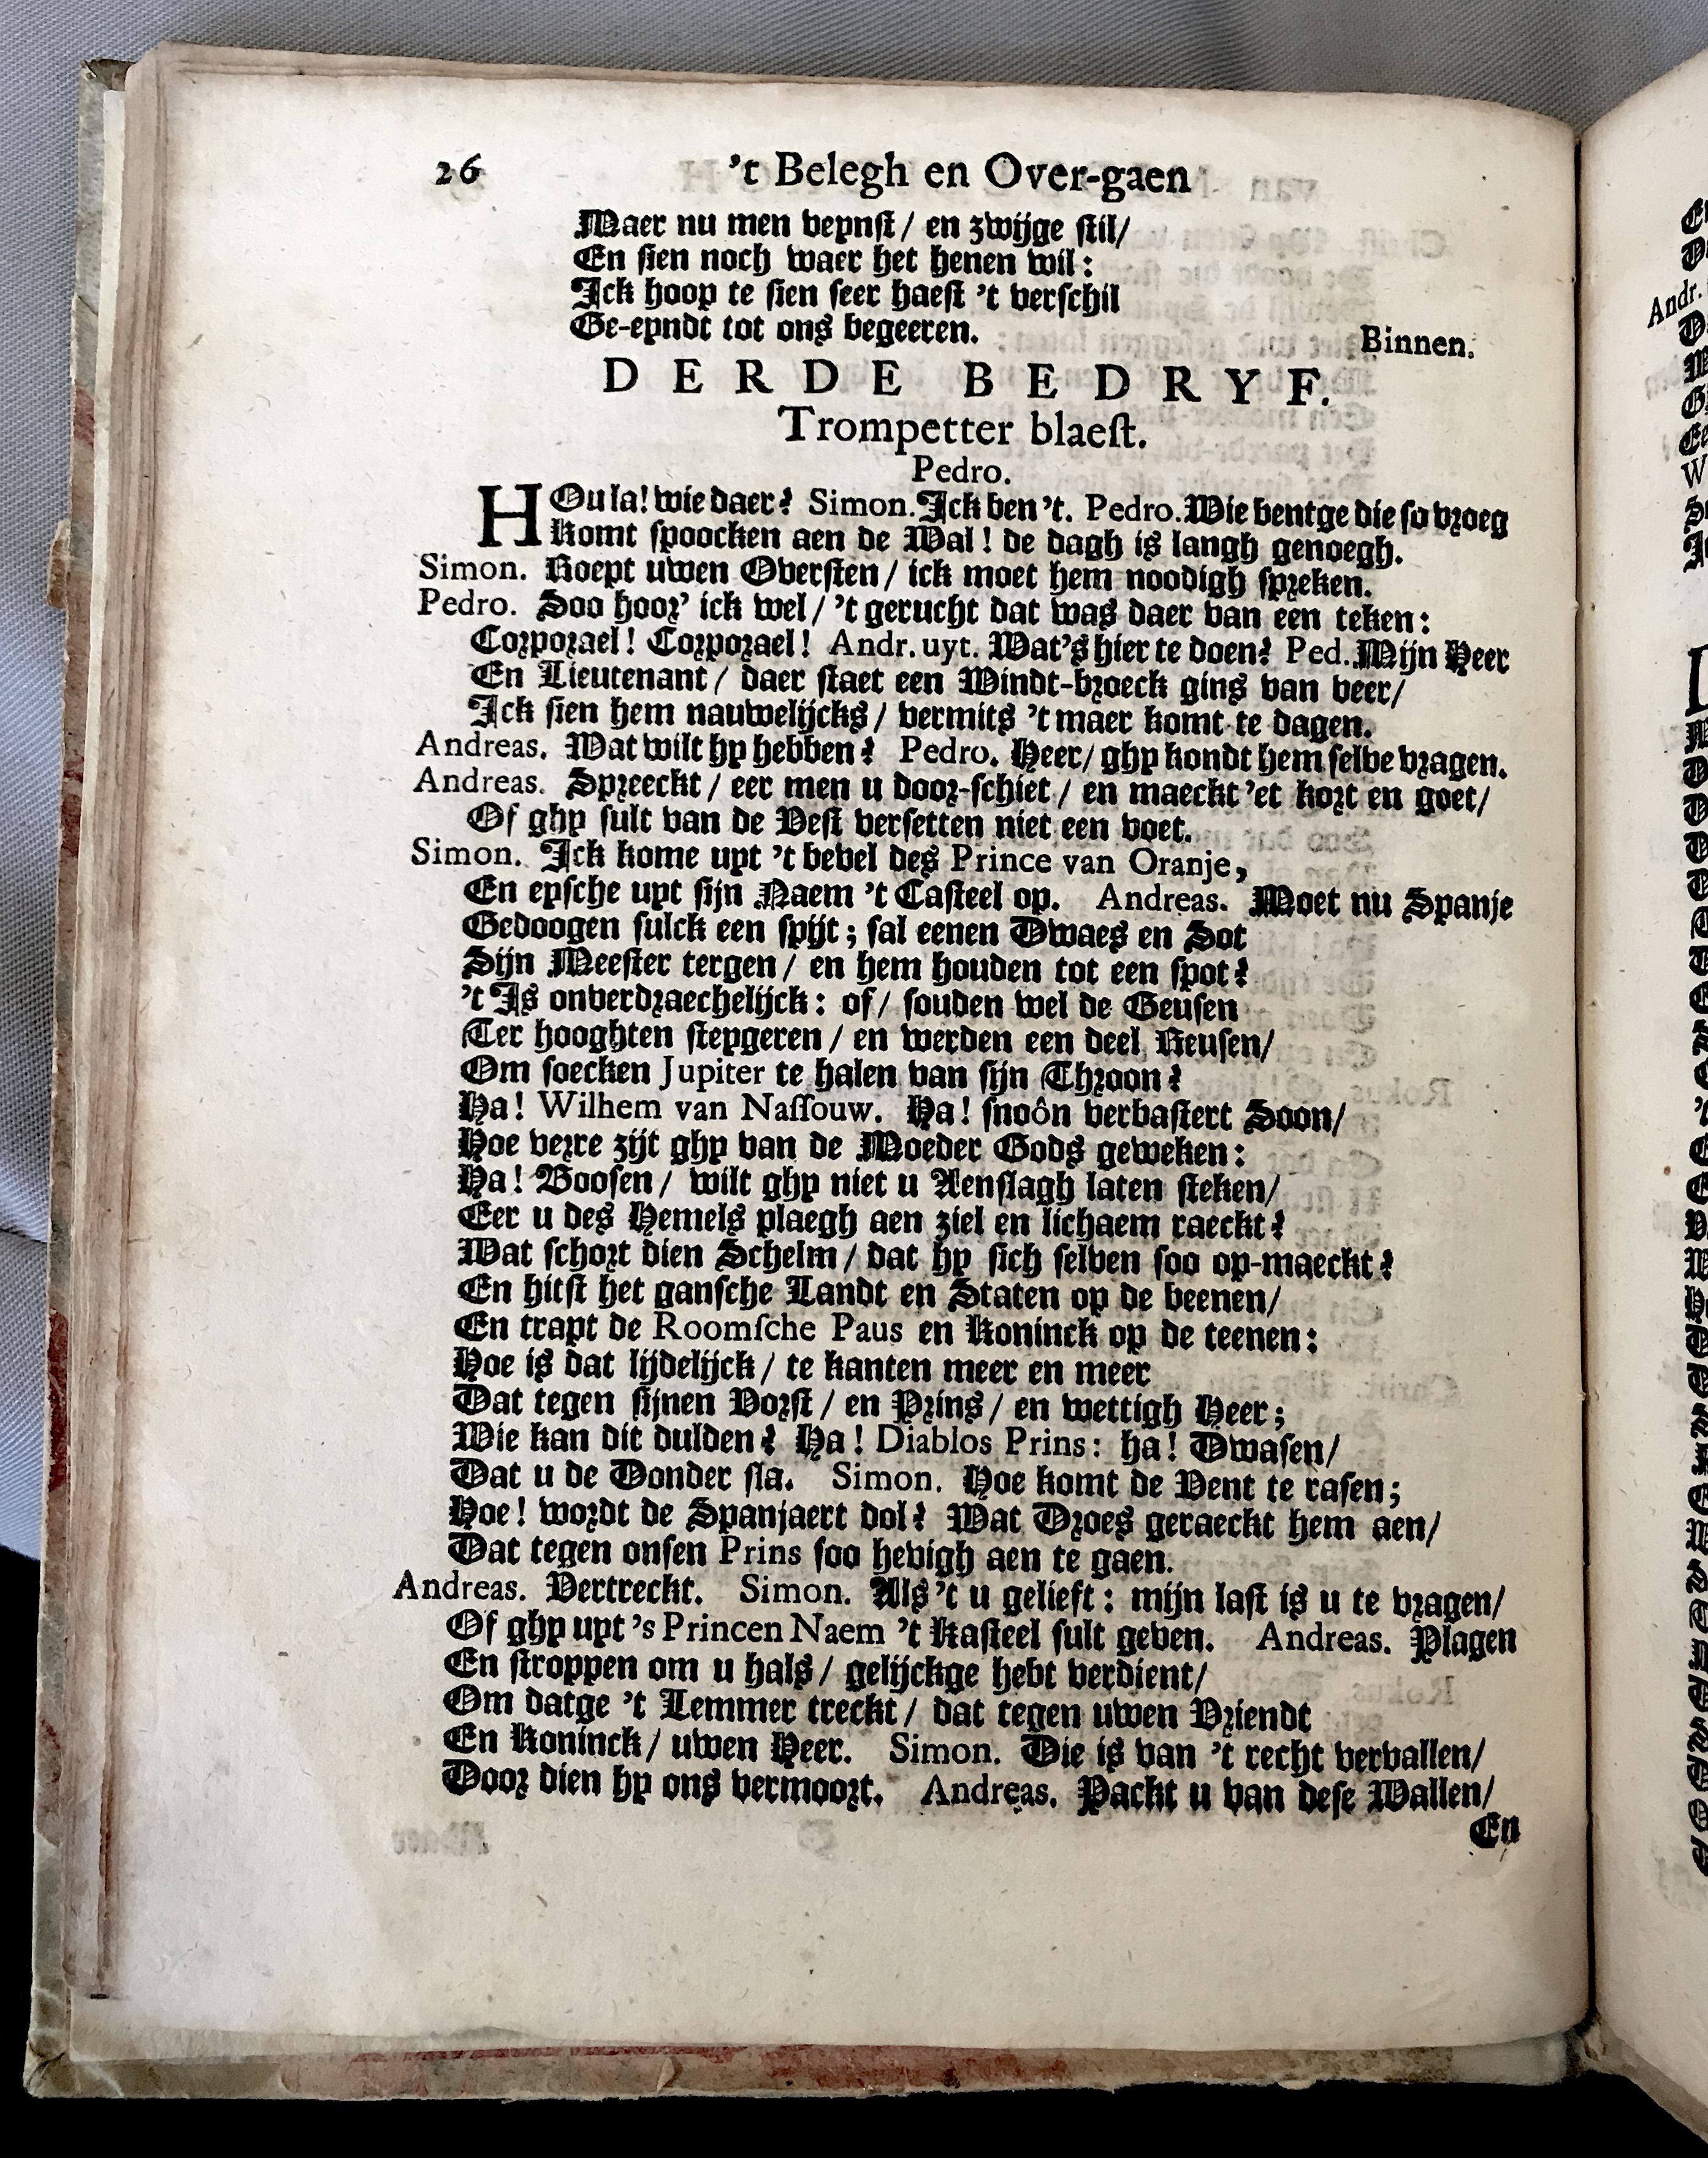 26 't Belegh en Over-gaen
Maer nu men veynst / en zwijge stil /
En sien noch waer het henen wil :
Ick hoop te sien seer haest 't verschil
Ge-eyndt tot ons begeeren. Binnen.
DERDE BEDRYF.
Trompetter blaest.
Pedro.
HOula! wie daer? Simon. Ick ben 't. Pedro. Wie bentge die so vroeg
Komt spoocken aen de Wal! de dagh is langh genoegh.
Simon. Roept uwen Oversten / ick moet hem noodigh spreken.
Pedro. Soo hoor' ick wel / 't gerucht dat was daer van een teken :
Corporael! Corporael! Andr. uyt. Wat's hier te doen? Ped. Mijn Heer
En Lieutenant / daer staet een Windt-broeck gins van veer /
Ick sien hem nauwelijcks / vermits 't maer komt te dagen.
Andreas. Wat wilt hy hebben? Pedro. Heer / ghy kondt hem selve vragen.
Andreas. Spreeckt / eer men u door-schiet / en maeckt 'et kort en goet /
Of ghy sult van de Vest versetten niet een voet.
Simon. Ick kome uyt 't bevel des Prince van Oranje,
En eysche uyt sijn Naem 't Casteel op. Andreas. Moet nu Spanje
Gedoogen sulck een spijt ; sal eenen Dwaes en Sot
Sijn Meester tergen / en hem houden tot een spot?
't Is onverdraechelijck : of / souden wel de Geusen
Ter hooghten steygeren / en werden een deel Reusen /
Om soecken Jupiter te halen van sijn Throon?
Ha! Wilhem van Nassouw. Ha! snoôn verbastert Soon /
Hoe verre zijt ghy van de Moeder Gods geweken :
Ha! Boosen / wilt ghy niet u Aenslagh laten steken /
Eer u des Hemels plaegh aen ziel en lichaem raeckt?
Wat schort dien Schelm / dat hy sich selven soo op-maeckt?
En hitst het gansche Landt en Staten op de beenen /
En trapt de Roomsche Paus en Koninck op de teenen :
Hoe is dat lijdelijck / te kanten meer en meer
Dat tegen sijnen Vorst / en Prins / en wettigh Heer ;
Wie kan dit dulden? Ha! Diablos Prins : ha! Dwasen /
Dat u de Donder sla. Simon. Hoe komt de Vent te rasen ;
Hoe! wordt de Spanjaert dol? Wat Droes geraeckt hem aen /
Dat tegen onsen Prins soo hevigh aen te gaen.
Andreas. Vertreckt. Simon. Als 't u gelieft : mijn last is u te vragen /
Of ghy uyt 's Princen Naem 't Kasteel sult geven. Andreas. Plagen
En stroppen om u hals / gelijckge hebt verdient /
Om datge 't Lemmer treckt / dat tegen uwen Vriendt
En Koninck / uwen Heer. Simon. Die is van 't recht vervallen /
Door dien hy ons vermoort. Andreas. Packt u van dese Wallen /
En